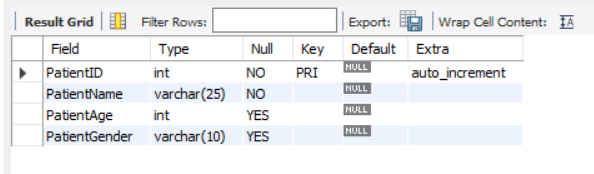 Result Grid Filter Rows: Export: Wrap Cell Content: IA
Field Type Null Key Default Extra
PatientID int NO PRI NULL auto_increment
PatientName varchar(25) NO NULL
PatientAge int YES NULL
PatientGender varchar(10) YES NULL